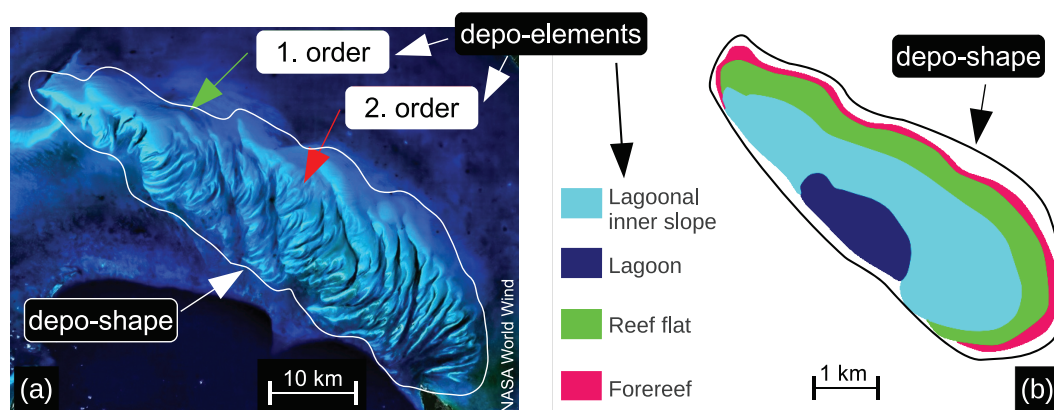 depo-elements
1. order
2. order
depo-shape
NASA World Wind
10 km
(a)
depo-shape
Lagoonal
inner slope
Lagoon
Reef flat
Forereef
1 km
(b)